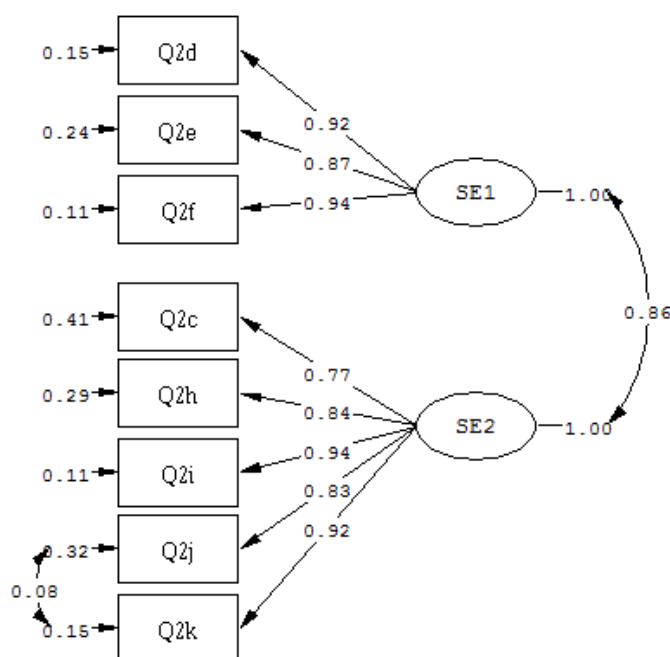 0.15 Q2d
0.92
0.24 Q2e
0.87
0.11 Q2f
0.94
SE1 1.00
0.86
0.41 Q2c
0.77
0.29 Q2h
0.84
SE2 1.00
0.11 Q2i
0.94
0.83
0.32 Q2j
0.92
0.08
0.15 Q2k